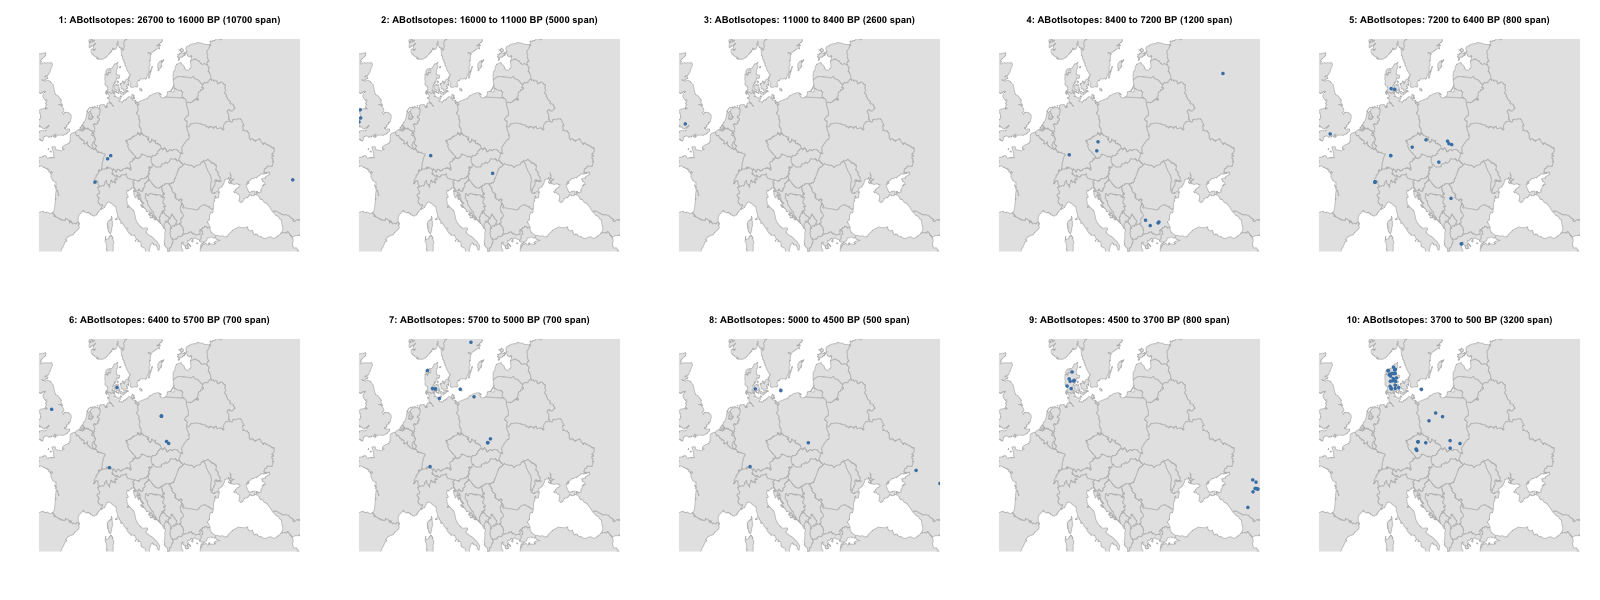 1: ABotIsotopes: 26700 to 16000 BP (10700 span)
2: ABotIsotopes: 16000 to 11000 BP (5000 span)
3: ABotIsotopes: 11000 to 8400 BP (2600 span)
4: ABotIsotopes: 8400 to 7200 BP (1200 span)
5: ABotIsotopes: 7200 to 6400 BP (800 span)
6: ABotIsotopes: 6400 to 5700 BP (700 span)
7: ABotIsotopes: 5700 to 5000 BP (700 span)
8: ABotIsotopes: 5000 to 4500 BP (500 span)
9: ABotIsotopes: 4500 to 3700 BP (800 span)
10: ABotIsotopes: 3700 to 500 BP (3200 span)